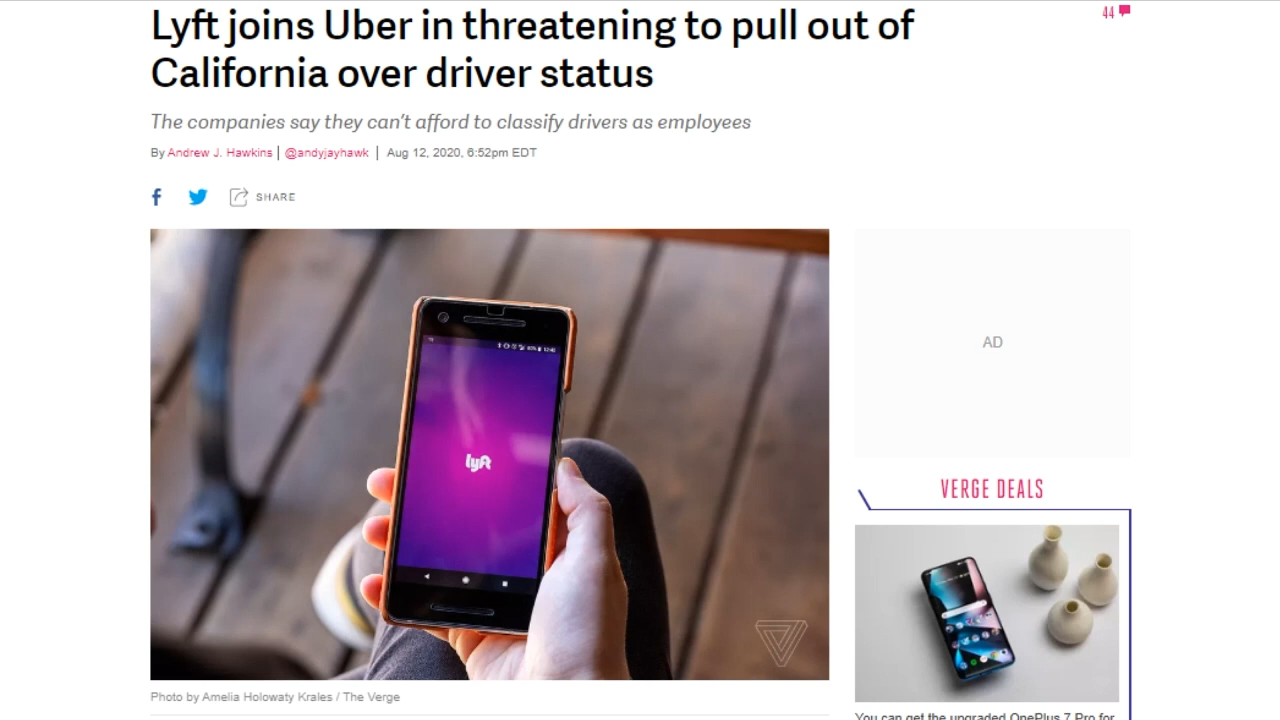 Lyft joins Uber in threatening to pull out of
California over driver status
44
The companies say they can't afford to classify drivers as employees
By Andrew J. Hawkins | @andyjayhawk | Aug 12, 2020, 6:52pm EDT
SHARE
lyft
AD
VERGE DEALS
Photo by Amelia Holowaty Krales / The Verge
You can get the upgraded OnePlus 7 Pro for